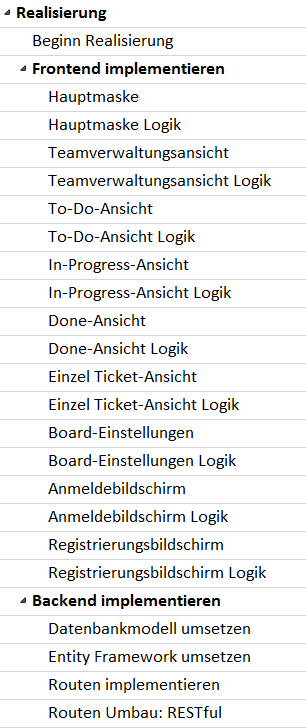 Realisierung
Beginn Realisierung
Frontend implementieren
Hauptmaske
Hauptmaske Logik
Teamverwaltungsansicht
Teamverwaltungsansicht Logik
To-Do-Ansicht
To-Do-Ansicht Logik
In-Progress-Ansicht
In-Progress-Ansicht Logik
Done-Ansicht
Done-Ansicht Logik
Einzel Ticket-Ansicht
Einzel Ticket-Ansicht Logik
Board-Einstellungen
Board-Einstellungen Logik
Anmeldebildschirm
Anmeldebildschirm Logik
Registrierungsbildschirm
Registrierungsbildschirm Logik
Backend implementieren
Datenbankmodell umsetzen
Entity Framework umsetzen
Routen implementieren
Routen Umbau: RESTful